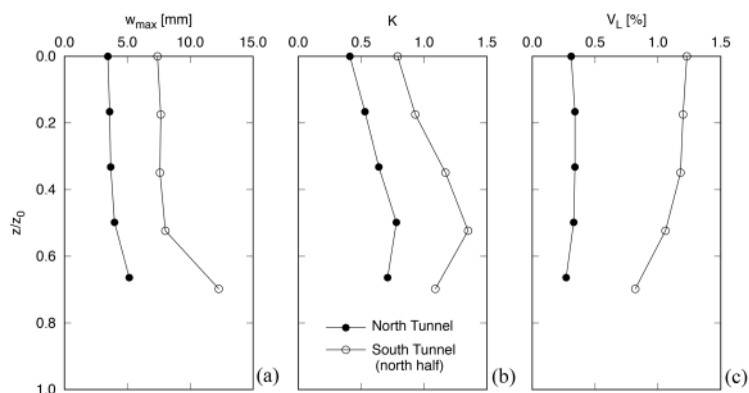 w_max [mm]
0.0 5.0 10.0 15.0
K
0.0 0.5 1.0 1.5
V_L [%]
0.0 0.5 1.0 1.5
z/z_0
0.0
0.2
0.4
0.6
0.8
1.0
North Tunnel
South Tunnel
(north half)
(a)
(b)
(c)